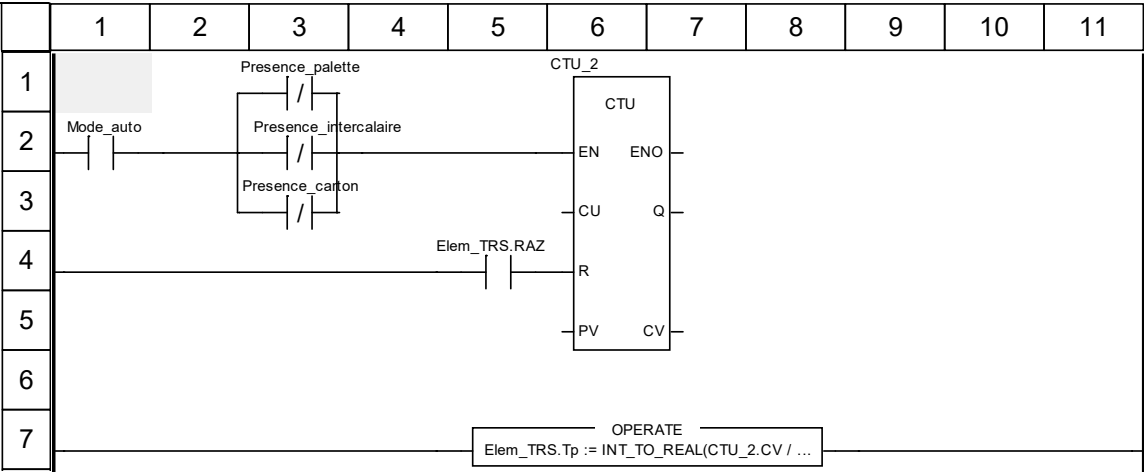 1 2 3 4 5 6 7 8 9 10 11
1
Presence_palette
CTU_2
/
CTU
2
Mode_auto
Presence_intercalaire
/
EN ENO
3
Presence_carton
/
CU Q
4
Elem_TRS.RAZ
R
5
PV CV
6
7
OPERATE
Elem_TRS.Tp := INT_TO_REAL(CTU_2.CV / ...